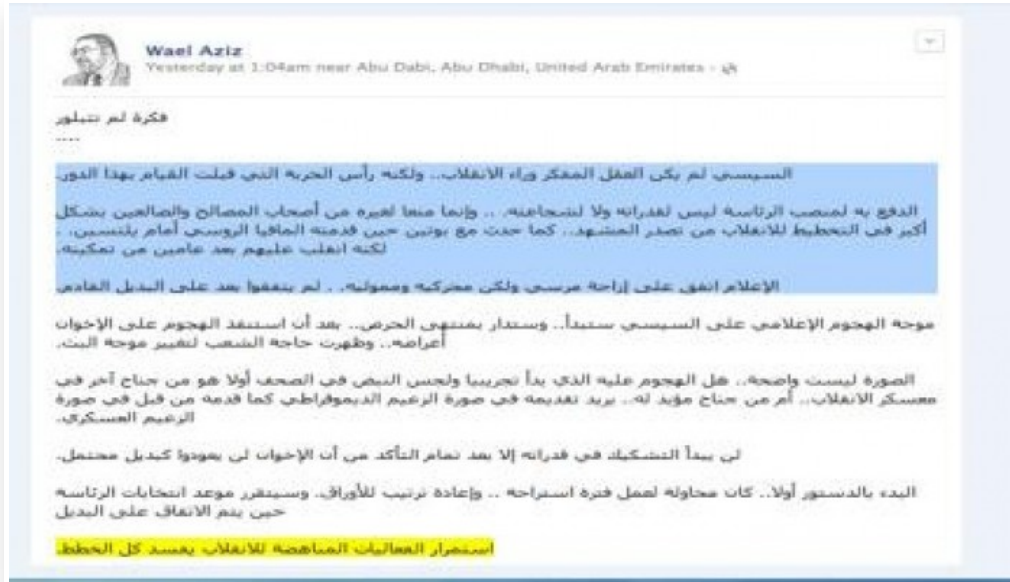 Wael Aziz
Yesterday at 1:04am near Abu Dabi, Abu Dhabi, United Arab Emirates -
فكرة لم تتبلور
----
السيسي لم يكن العقل المفكر وراء الانقلاب.. ولكنه رأس الحربة التي قبلت القيام بهذا الدور.
الدفع به لمنصب الرئاسة ليس لقدراته ولا لشجاعته. .. وإنما منعا لغيره من أصحاب المصالح والضالعين بشكل
أكبر في التخطيط للانقلاب من تصدر المشهد.. كما حدث مع بوتين حين قدمته المافيا الروسي أمام يلتسين. .
لكنه انقلب عليهم بعد عامين من تمكينه.
الإعلام اتفق على إزاحة مرسي ولكن محركيه ومموليه. . لم يتفقوا بعد على البديل القادم.
موجة الهجوم الإعلامي على السيسي ستبدأ.. وستدار بمنتهى الحرص.. بعد أن استنفذ الهجوم على الإخوان
أغراضه.. وظهرت حاجة الشعب لتغيير موجة البث.
الصورة ليست واضحة.. هل الهجوم عليه الذي بدأ تجريبيا ولجس النبض في الصحف أولا هو من جناح آخر في
معسكر الانقلاب.. أم من جناح مؤيد له.. يريد تقديمه في صورة الزعيم الديموقراطي كما قدمه من قبل في صورة
الزعيم العسكري.
لن يبدأ التشكيك في قدراته إلا بعد تمام التأكد من أن الإخوان لن يعودوا كبديل محتمل.
البدء بالدستور أولا.. كان محاولة لعمل فترة استراحة .. وإعادة ترتيب للأوراق. وسيتقرر موعد انتخابات الرئاسة
حين يتم الاتفاق على البديل
استمرار الفعاليات المناهضة للانقلاب يفسد كل الخطط.